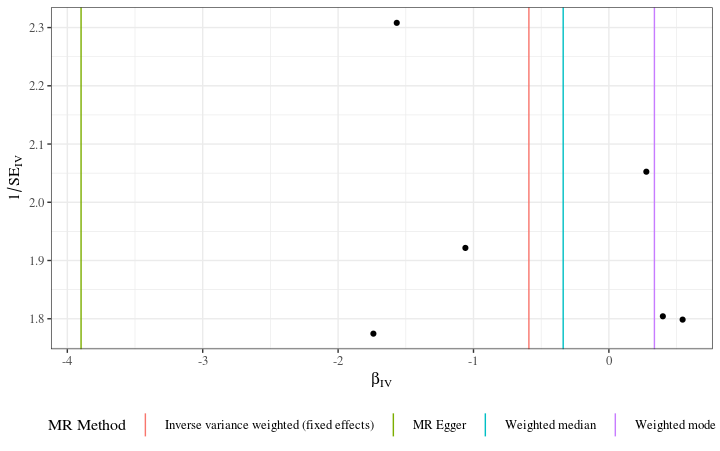 2.3
2.2
2.1
2.0
1.9
1.8
1/SE_IV
-4 -3 -2 -1 0
β_IV
MR Method Inverse variance weighted (fixed effects) MR Egger Weighted median Weighted mode